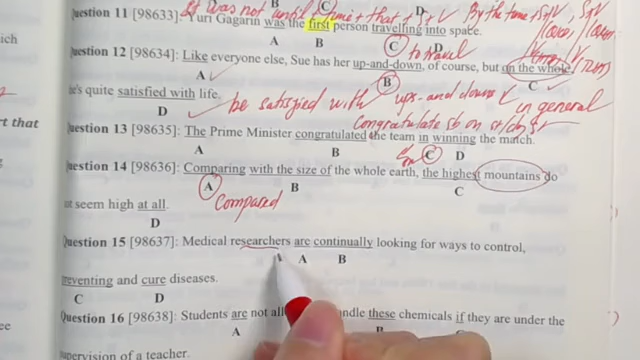 It was not until + time + that + S + V By the time, S + V, S + V
Question 11 [98633]: Yuri Gagarin was the first person travelling into space.
A B C D
to travel
Question 12 [98634]: Like everyone else, Sue has her up-and-down, of course, but on the whole,
A B C
ups-and-downs in general
he's quite satisfied with life.
D be satisfied with
congratulate sb on st/doing st
Question 13 [98635]: The Prime Minister congratulated the team in winning the match.
A B C D
on
Question 14 [98636]: Comparing with the size of the whole earth, the highest mountains do
A B C
Compared
not seem high at all.
D
Question 15 [98637]: Medical researchers are continually looking for ways to control,
A B
preventing and cure diseases.
C D
Question 16 [98638]: Students are not all handle these chemicals if they are under the
A B
supervision of a teacher.